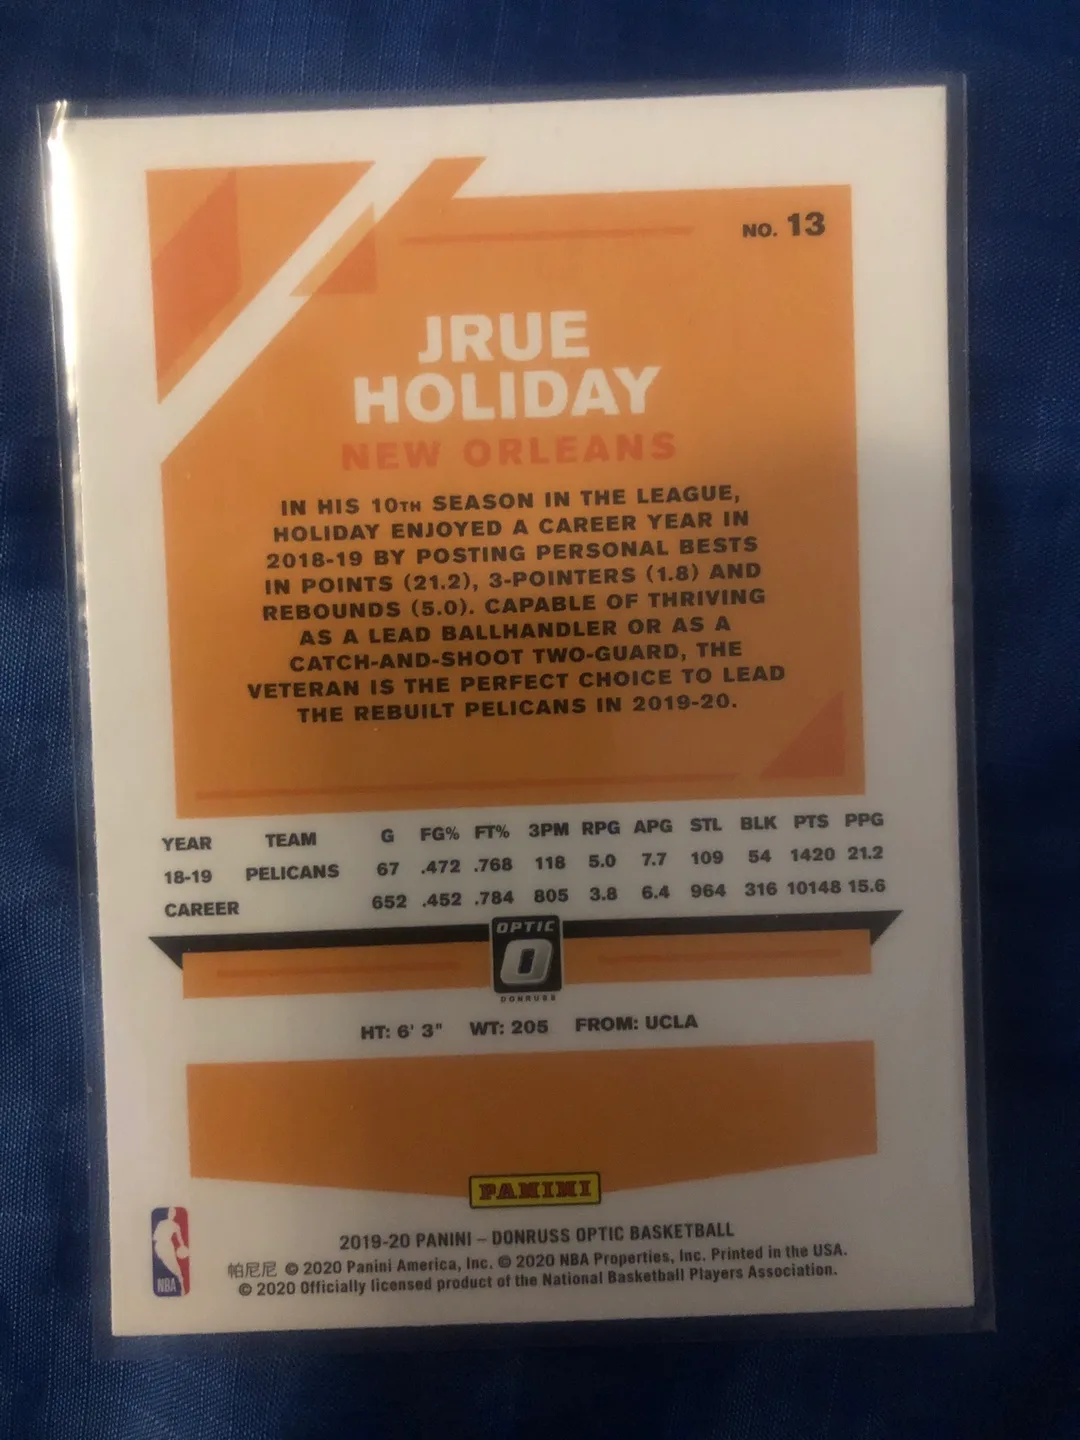 NO. 13
JRUE
HOLIDAY
NEW ORLEANS
IN HIS 10TH SEASON IN THE LEAGUE,
HOLIDAY ENJOYED A CAREER YEAR IN
2018-19 BY POSTING PERSONAL BESTS
IN POINTS (21.2), 3-POINTERS (1.8) AND
REBOUNDS (5.0). CAPABLE OF THRIVING
AS A LEAD BALLHANDLER OR AS A
CATCH-AND-SHOOT TWO-GUARD, THE
VETERAN IS THE PERFECT CHOICE TO LEAD
THE REBUILT PELICANS IN 2019-20.
YEAR TEAM G FG% FT% 3PM RPG APG STL BLK PTS PPG
18-19 PELICANS 67 .472 .768 118 5.0 7.7 109 54 1420 21.2
CAREER 652 .452 .784 805 3.8 6.4 964 316 10148 15.6
OPTIC
O
DONRUSS
HT: 6' 3" WT: 205 FROM: UCLA
PANINI
2019-20 PANINI – DONRUSS OPTIC BASKETBALL
帕尼尼 © 2020 Panini America, Inc. © 2020 NBA Properties, Inc. Printed in the USA.
© 2020 Officially licensed product of the National Basketball Players Association.
NBA